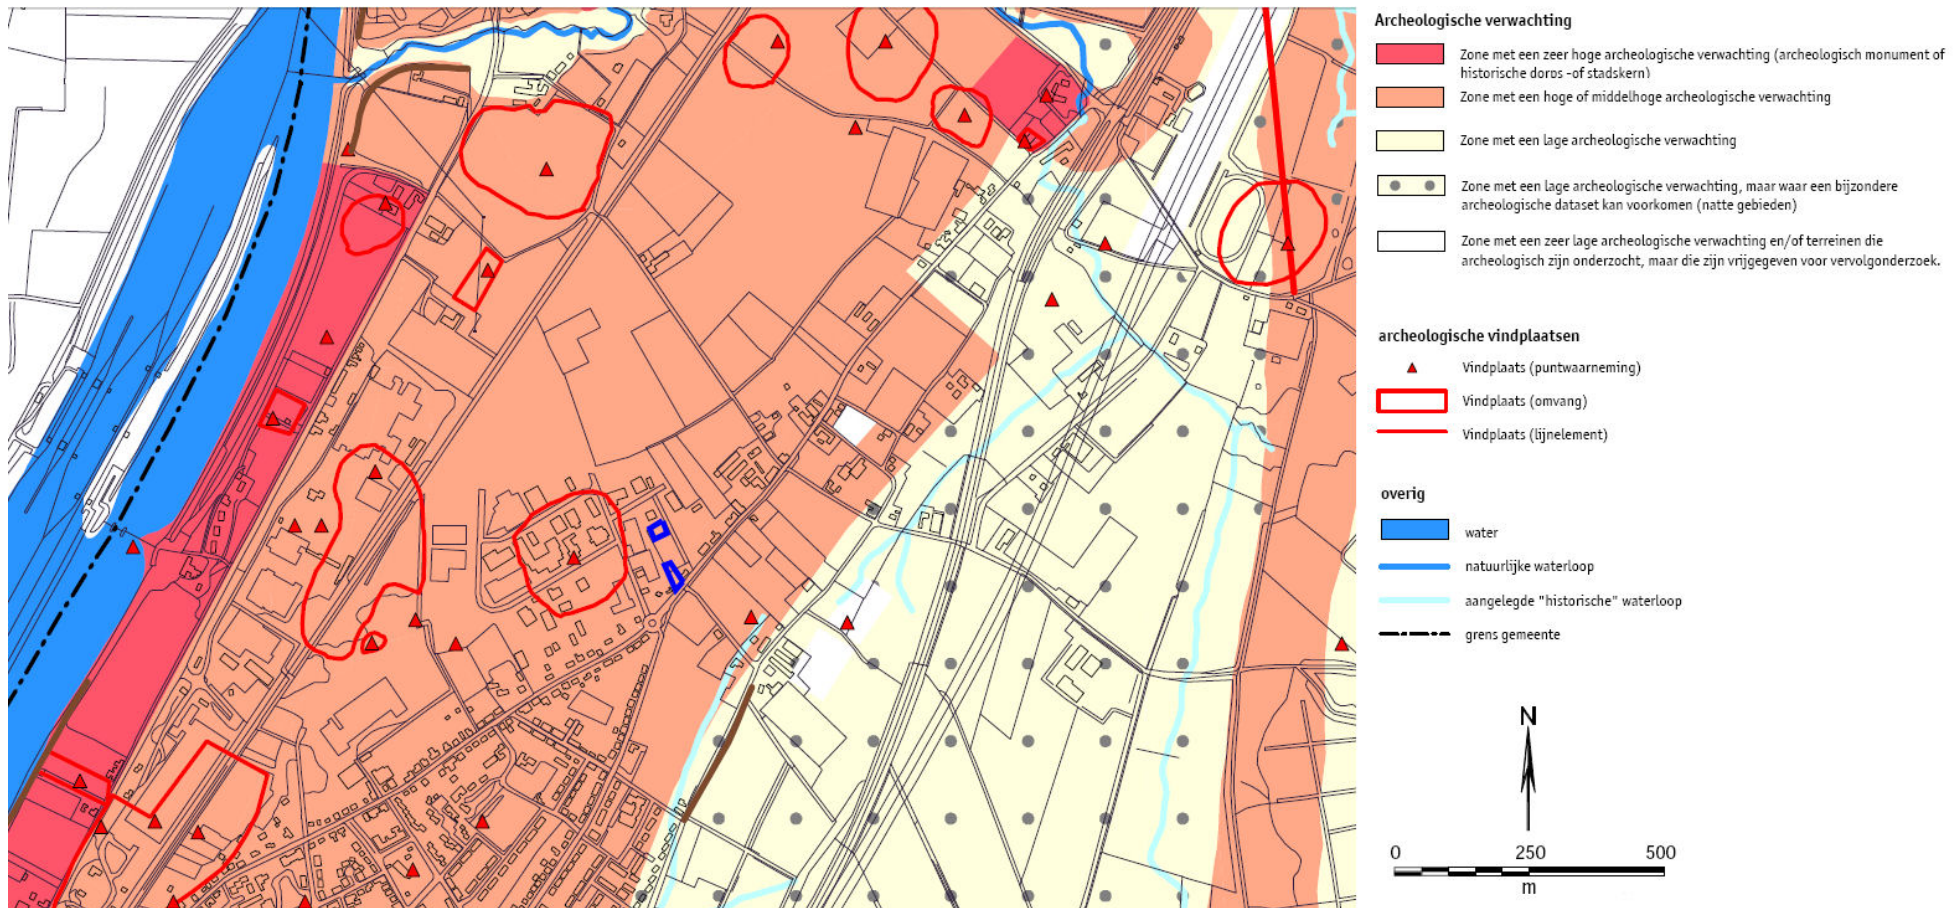 Archeologische verwachting
Zone met een zeer hoge archeologische verwachting (archeologisch monument of
historische dorps -of stadskern)
Zone met een hoge of middelhoge archeologische verwachting
Zone met een lage archeologische verwachting
Zone met een lage archeologische verwachting, maar waar een bijzondere
archeologische dataset kan voorkomen (natte gebieden)
Zone met een zeer lage archeologische verwachting en/of terreinen die
archeologisch zijn onderzocht, maar die zijn vrijgegeven voor vervolgonderzoek.
archeologische vindplaatsen
Vindplaats (puntwaarneming)
Vindplaats (omvang)
Vindplaats (lijnelement)
overig
water
natuurlijke waterloop
aangelegde "historische" waterloop
grens gemeente
N
0 250 500
m